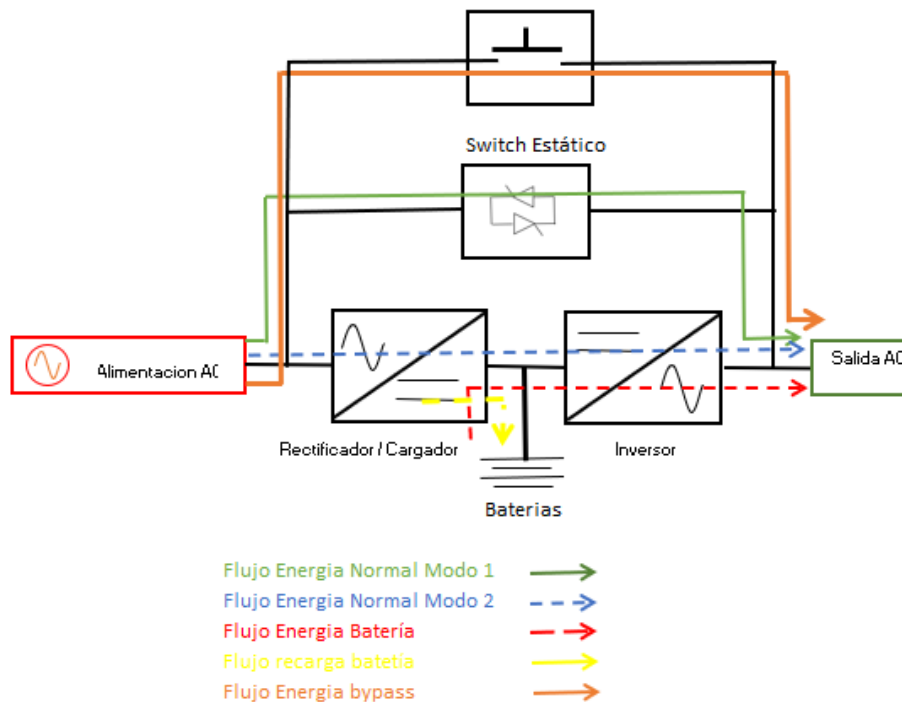 Switch Estático
Alimentacion AC
Salida AC
Rectificador / Cargador
Inversor
Baterias
Flujo Energia Normal Modo 1
Flujo Energia Normal Modo 2
Flujo Energia Batería
Flujo recarga batetía
Flujo Energia bypass